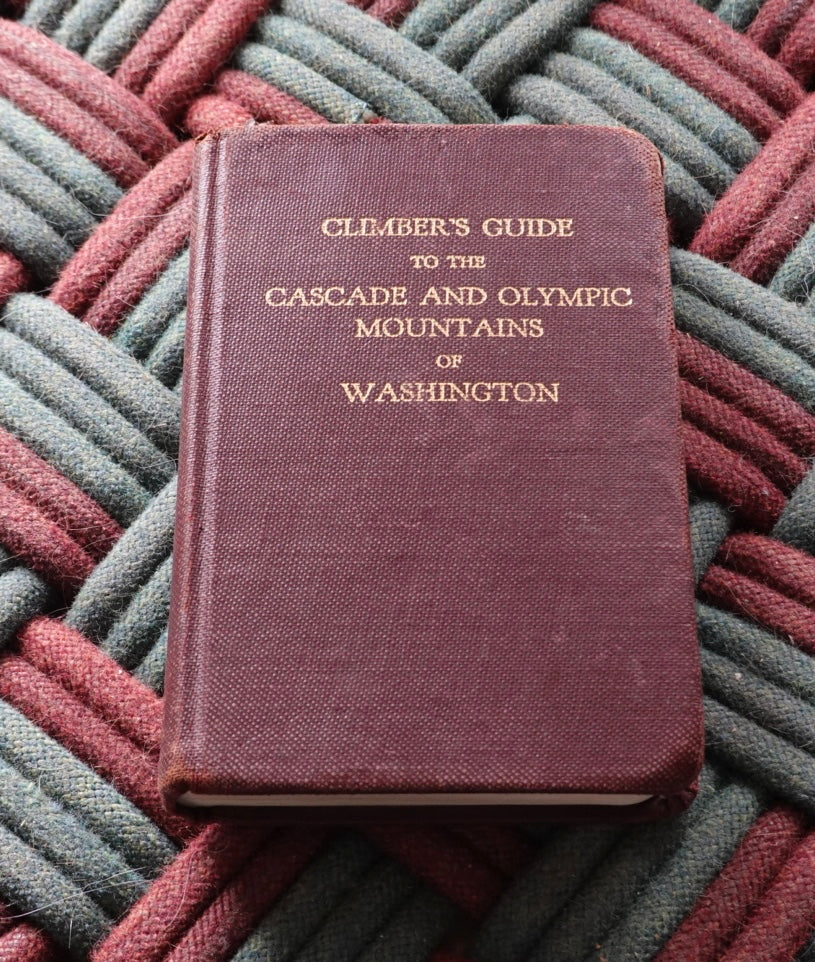 CLIMBER'S GUIDE
TO THE
CASCADE AND OLYMPIC
MOUNTAINS
OF
WASHINGTON